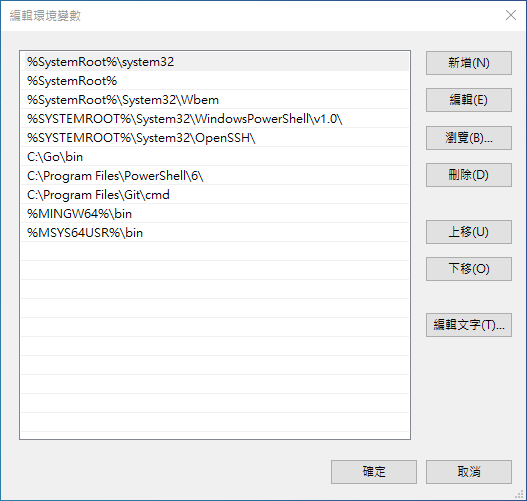 編輯環境變數
%SystemRoot%\system32
%SystemRoot%
%SystemRoot%\System32\Wbem
%SYSTEMROOT%\System32\WindowsPowerShell\v1.0\
%SYSTEMROOT%\System32\OpenSSH\
C:\Go\bin
C:\Program Files\PowerShell\6\
C:\Program Files\Git\cmd
%MINGW64%\bin
%MSYS64USR%\bin
新增(N)
編輯(E)
瀏覽(B)...
刪除(D)
上移(U)
下移(O)
編輯文字(T)...
確定
取消